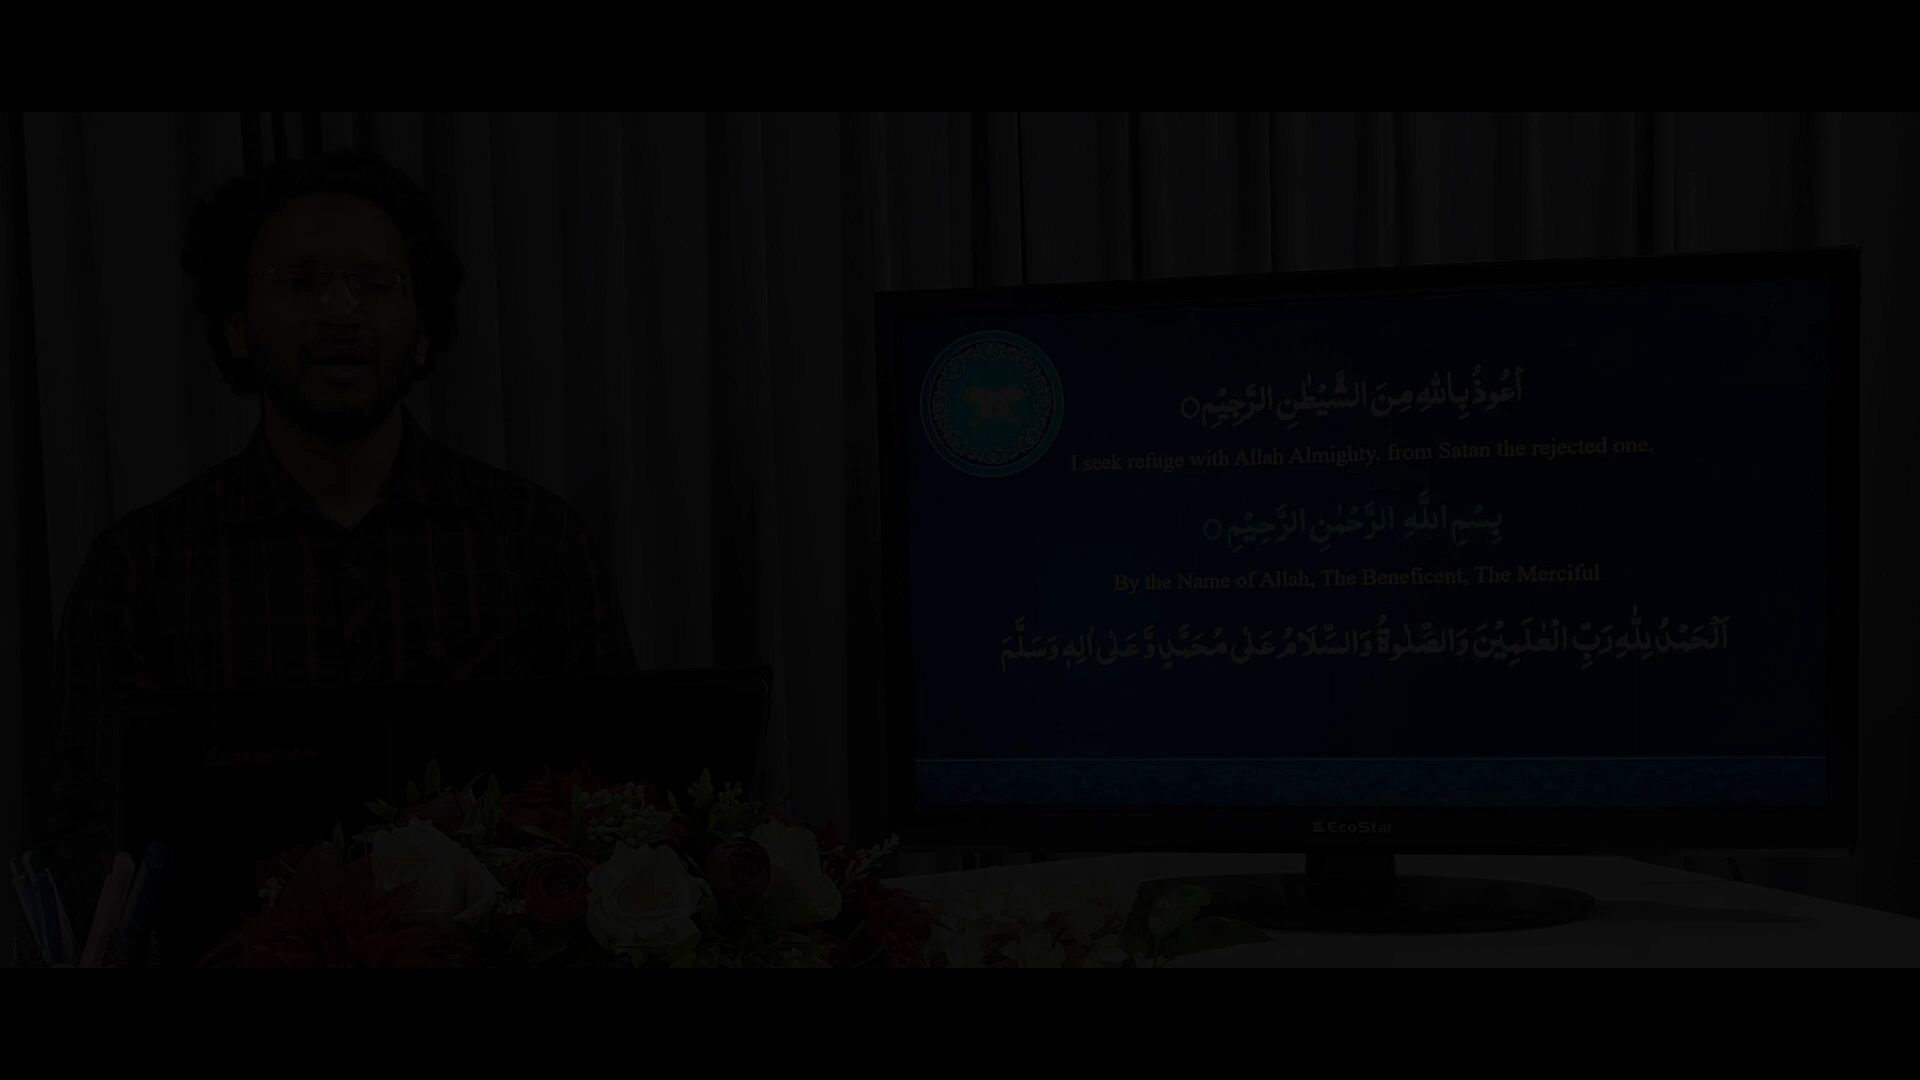 أَعُوذُ بِاللّٰهِ مِنَ الشَّيْطٰنِ الرَّجِيْمِ○
I seek refuge with Allah Almighty, from Satan the rejected one.
بِسْمِ اللّٰهِ الرَّحْمٰنِ الرَّحِيْمِ○
By the Name of Allah, The Beneficent, The Merciful
اَلْحَمْدُ لِلّٰهِ رَبِّ الْعٰلَمِيْنَ وَالصَّلٰوةُ وَالسَّلَامُ عَلٰى مُحَمَّدٍ وَّعَلٰى اٰلِهٖ وَسَلَّمَ
EcoStar